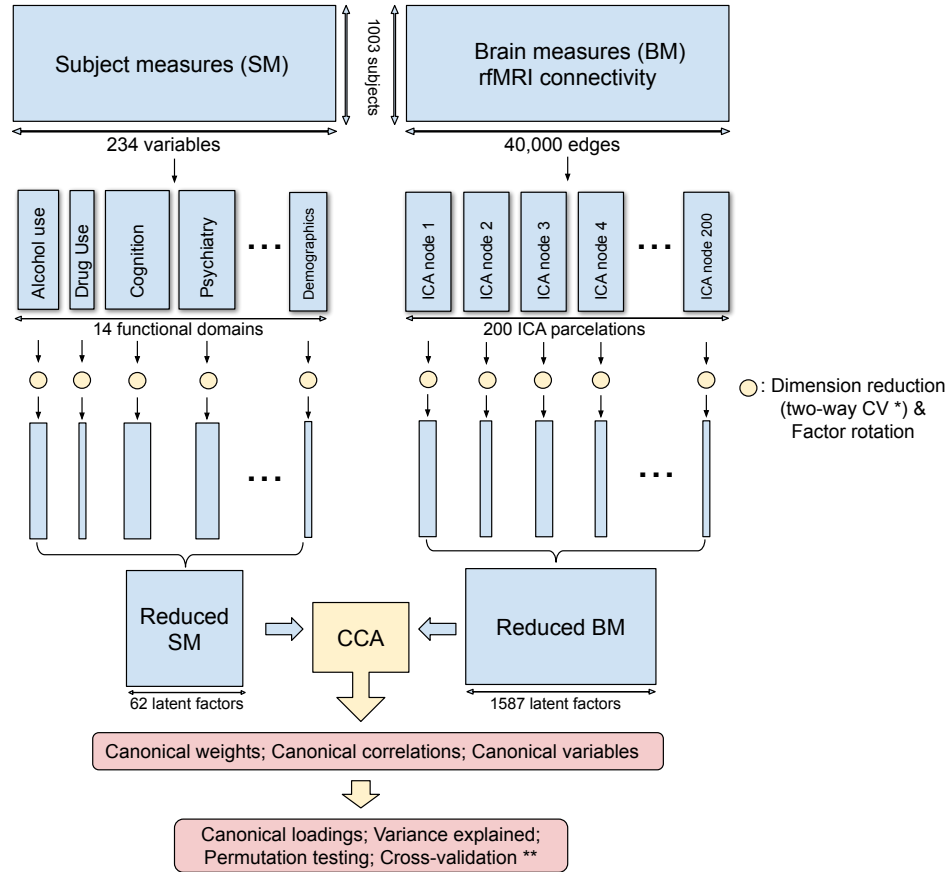 Subject measures (SM)
1003 subjects
Brain measures (BM)
rfMRI connectivity
234 variables
40,000 edges
Alcohol use
Drug Use
Cognition
Psychiatry
...
Demographics
ICA node 1
ICA node 2
ICA node 3
ICA node 4
...
ICA node 200
14 functional domains
200 ICA parcelations
: Dimension reduction
(two-way CV *) &
Factor rotation
...
...
Reduced
SM
CCA
Reduced BM
62 latent factors
1587 latent factors
Canonical weights; Canonical correlations; Canonical variables
Canonical loadings; Variance explained;
Permutation testing; Cross-validation **